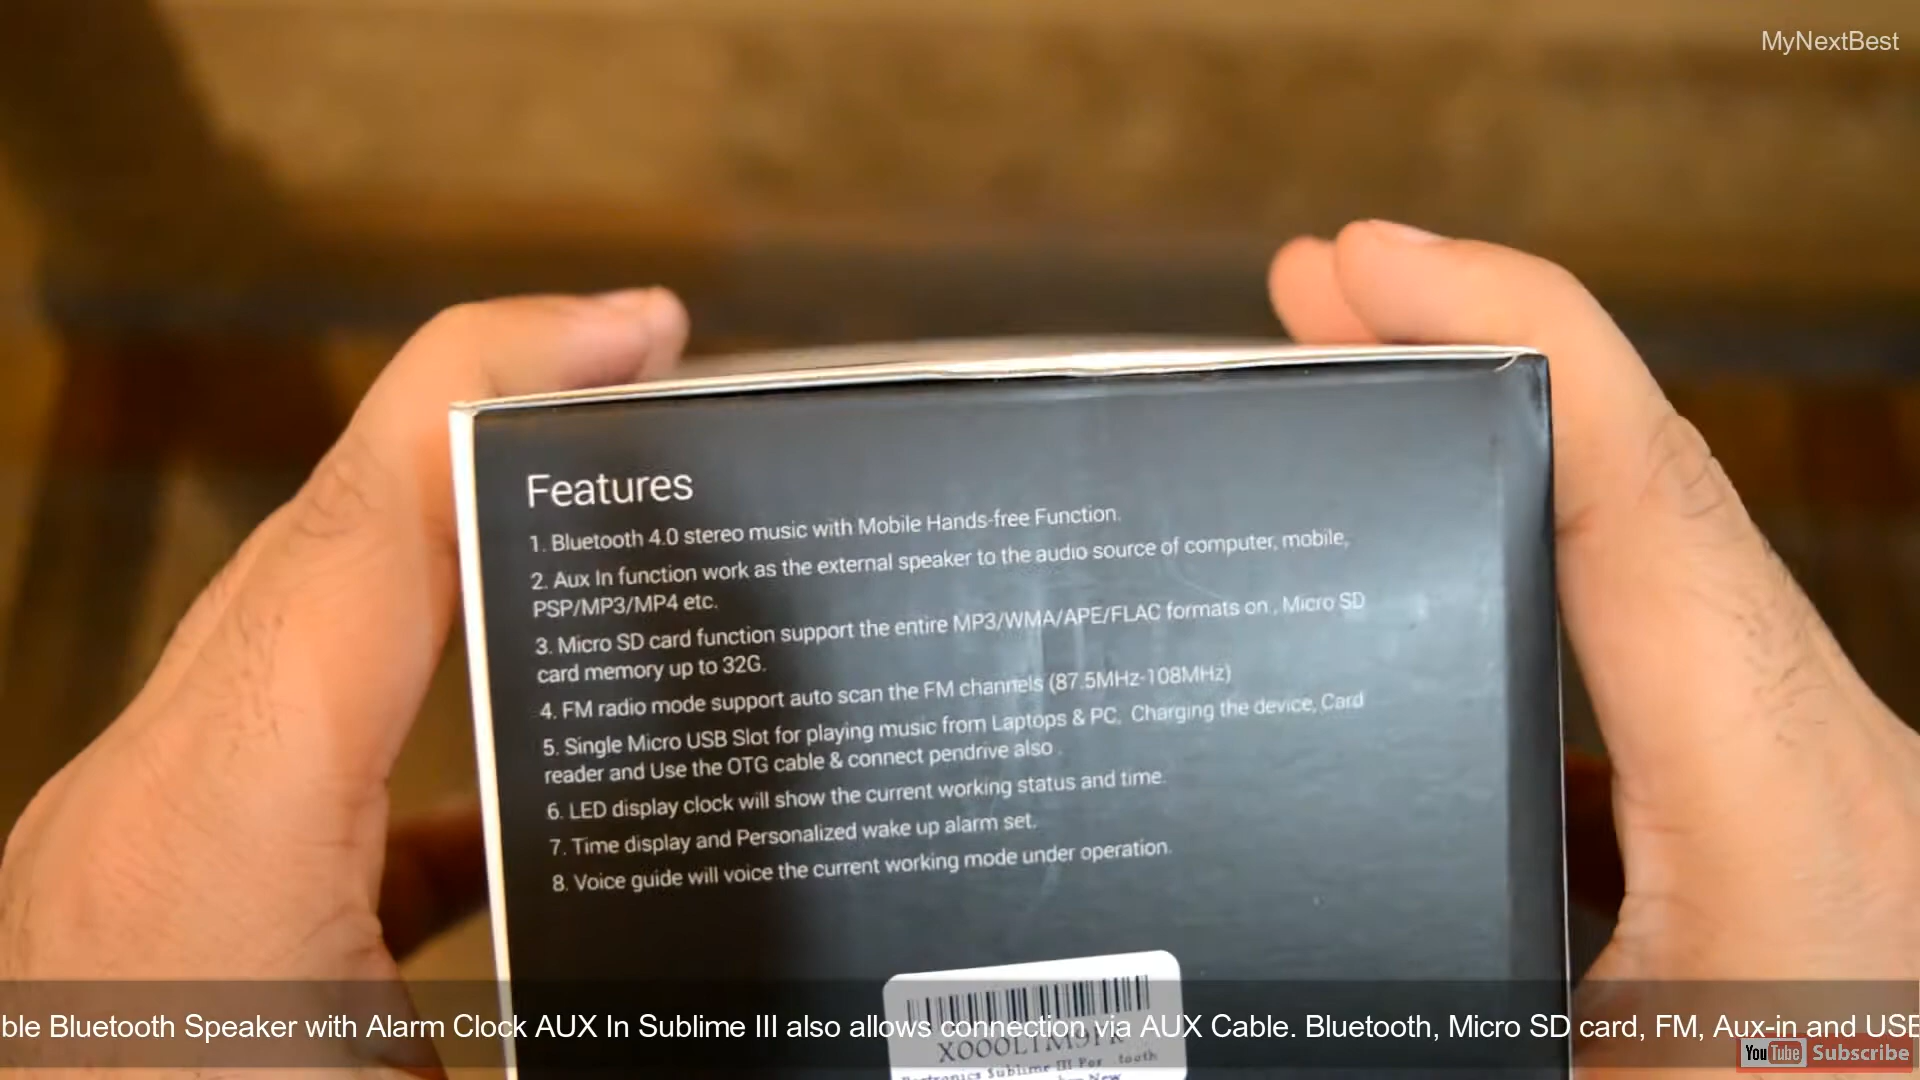 MyNextBest
Features
1. Bluetooth 4.0 stereo music with Mobile Hands-free Function.
2. Aux In function work as the external speaker to the audio source of computer, mobile,
PSP/MP3/MP4 etc.
3. Micro SD card function support the entire MP3/WMA/APE/FLAC formats on , Micro SD
card memory up to 32G.
4. FM radio mode support auto scan the FM channels (87.5MHz-108MHz)
5. Single Micro USB Slot for playing music from Laptops & PC, Charging the device, Card
reader and Use the OTG cable & connect pendrive also .
6. LED display clock will show the current working status and time.
7. Time display and Personalized wake up alarm set.
8. Voice guide will voice the current working mode under operation.
ble Bluetooth Speaker with Alarm Clock AUX In Sublime III also allows connection via AUX Cable. Bluetooth, Micro SD card, FM, Aux-in and USB
Sublime III Por tooth
New
YouTube Subscribe